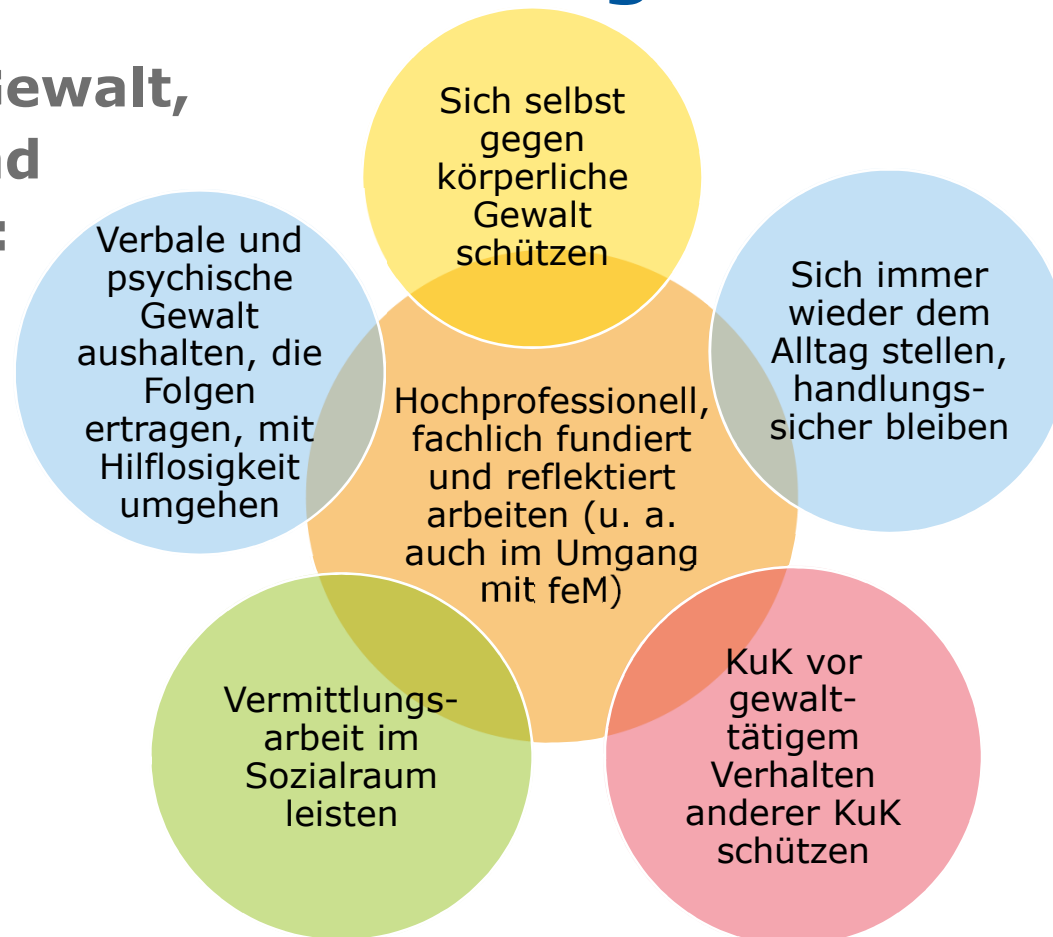 Gewalt,
Sich selbst
gegen
körperliche
Gewalt
schützen
Verbale und
psychische
Gewalt
aushalten, die
Folgen
ertragen, mit
Hilflosigkeit
umgehen
Sich immer
wieder dem
Alltag stellen,
handlungs-
sicher bleiben
Hochprofessionell,
fachlich fundiert
und reflektiert
arbeiten (u. a.
auch im Umgang
mit feM)
Vermittlungs-
arbeit im
Sozialraum
leisten
KuK vor
gewalt-
tätigem
Verhalten
anderer KuK
schützen